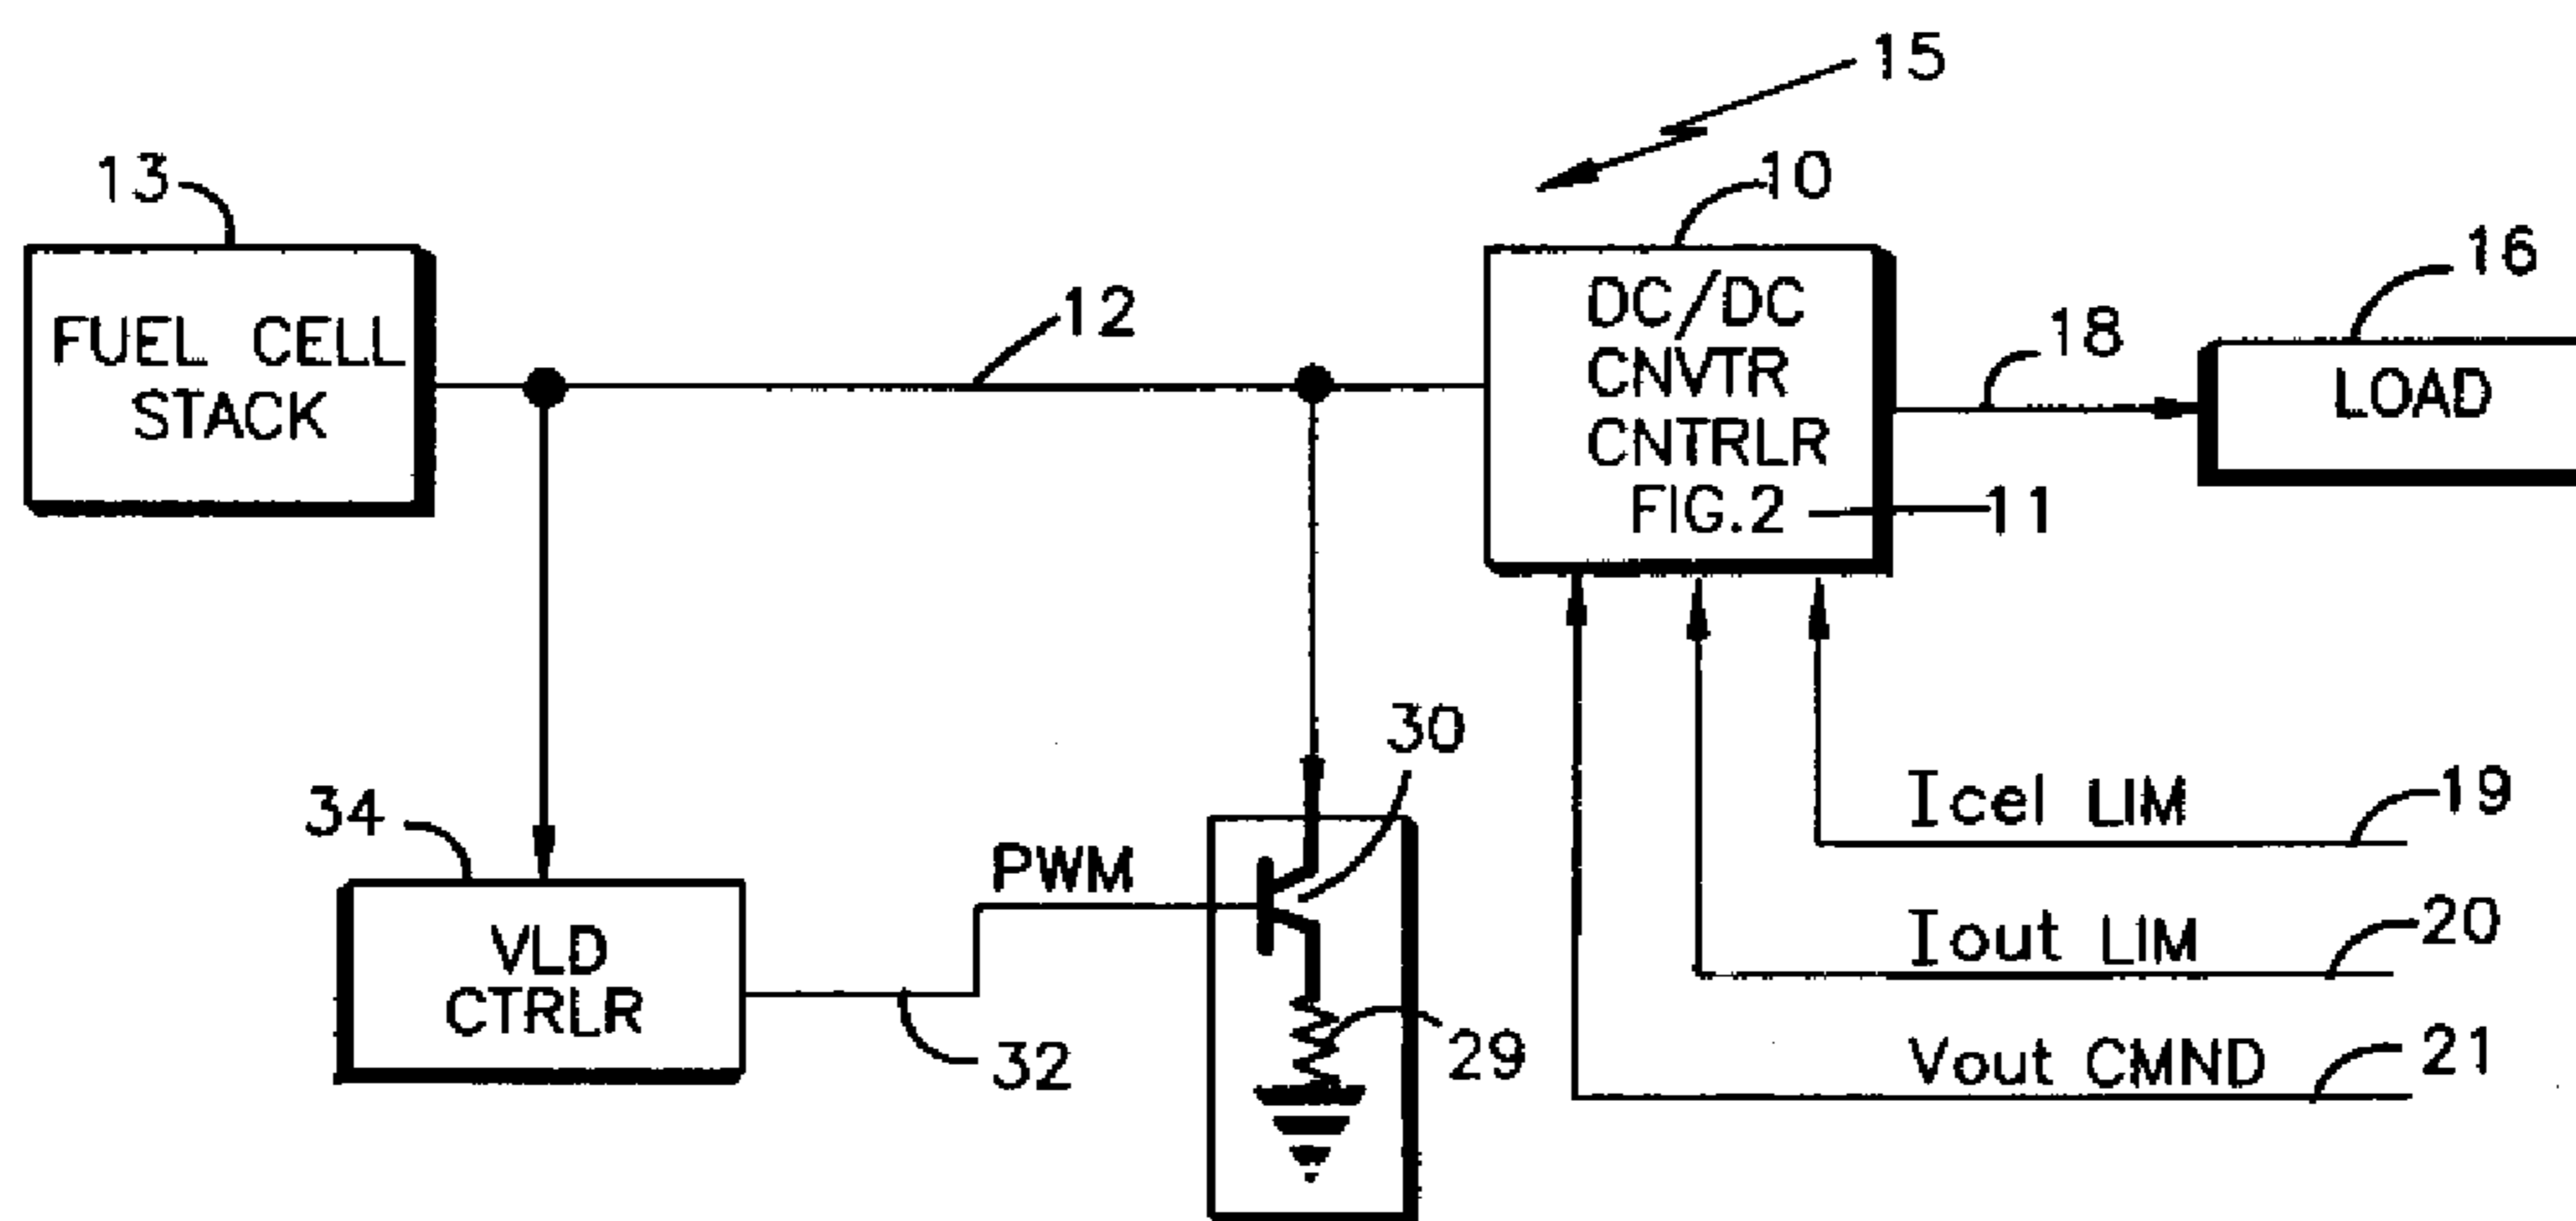 15
13
10
16
12
18
FUEL CELL
STACK
DC/DC
CNVTR
CNTRLR
FIG.2
11
LOAD
30
34
PWM
Icel LIM
19
VLD
CTRLR
Iout LIM
20
32
29
Vout CMND
21